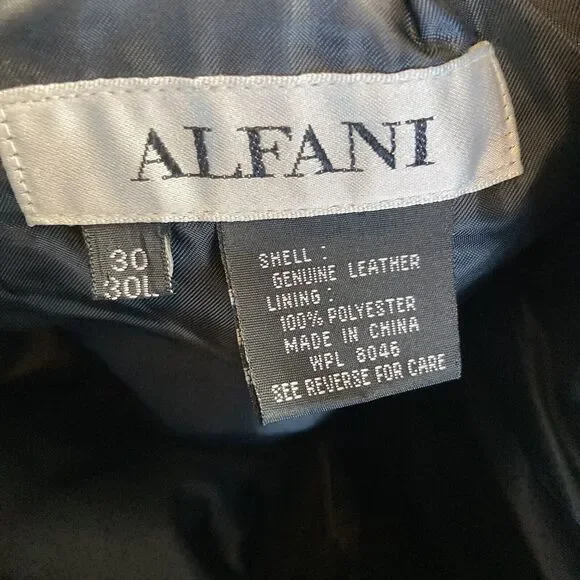 ALFANI
30
30L
SHELL :
GENUINE LEATHER
LINING :
100% POLYESTER
MADE IN CHINA
WPL 8046
SEE REVERSE FOR CARE